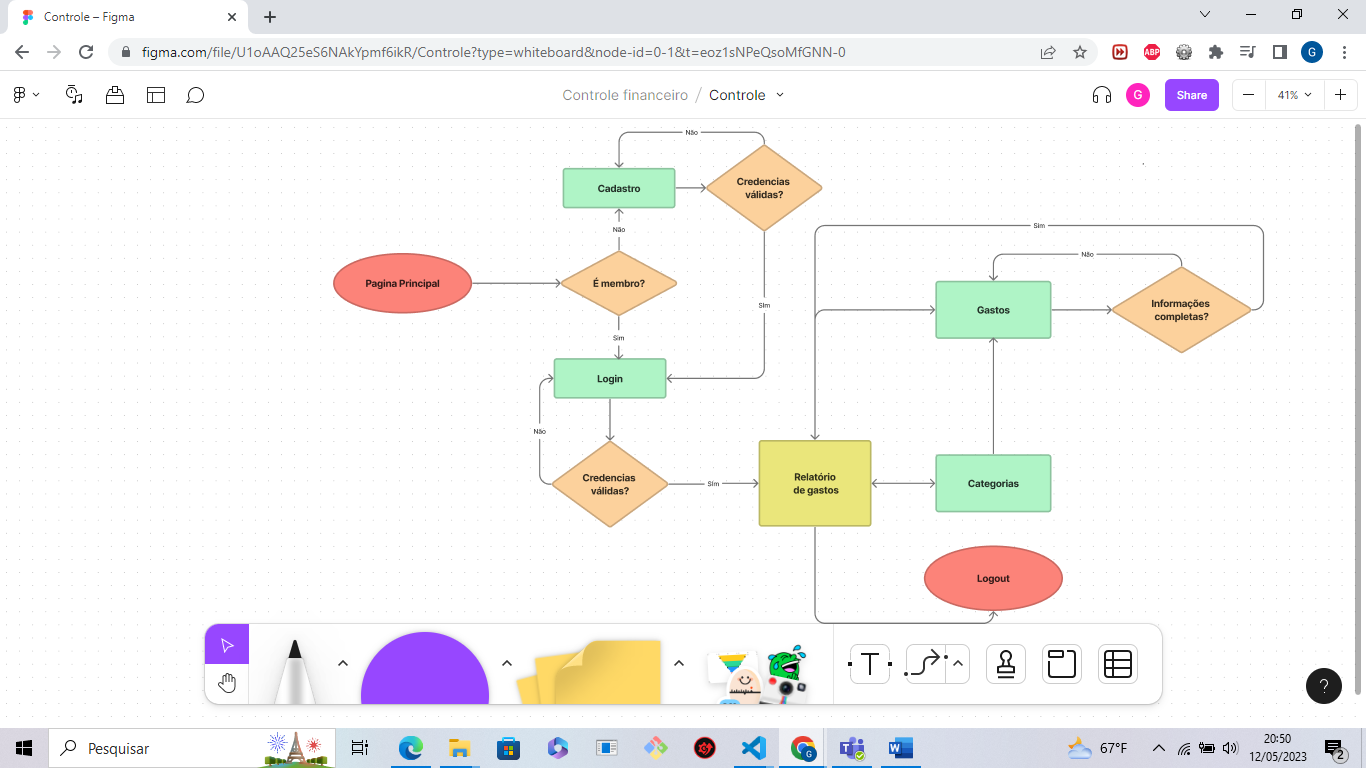 Controle – Figma
figma.com/file/U1oAAQ25eS6NAkYpmf6ikR/Controle?type=whiteboard&node-id=0-1&t=eoz1sNPeQsoMfGNN-0
ABP
G
Controle financeiro / Controle
G
Share
41%
Não
Cadastro
Credencias
válidas?
Não
Sim
Pagina Principal
É membro?
Não
Gastos
Informações
completas?
SIm
Sim
Login
Não
Credencias
válidas?
SIm
Relatório
de gastos
Categorias
Logout
T
?
Pesquisar
67°F
20:50
12/05/2023
2